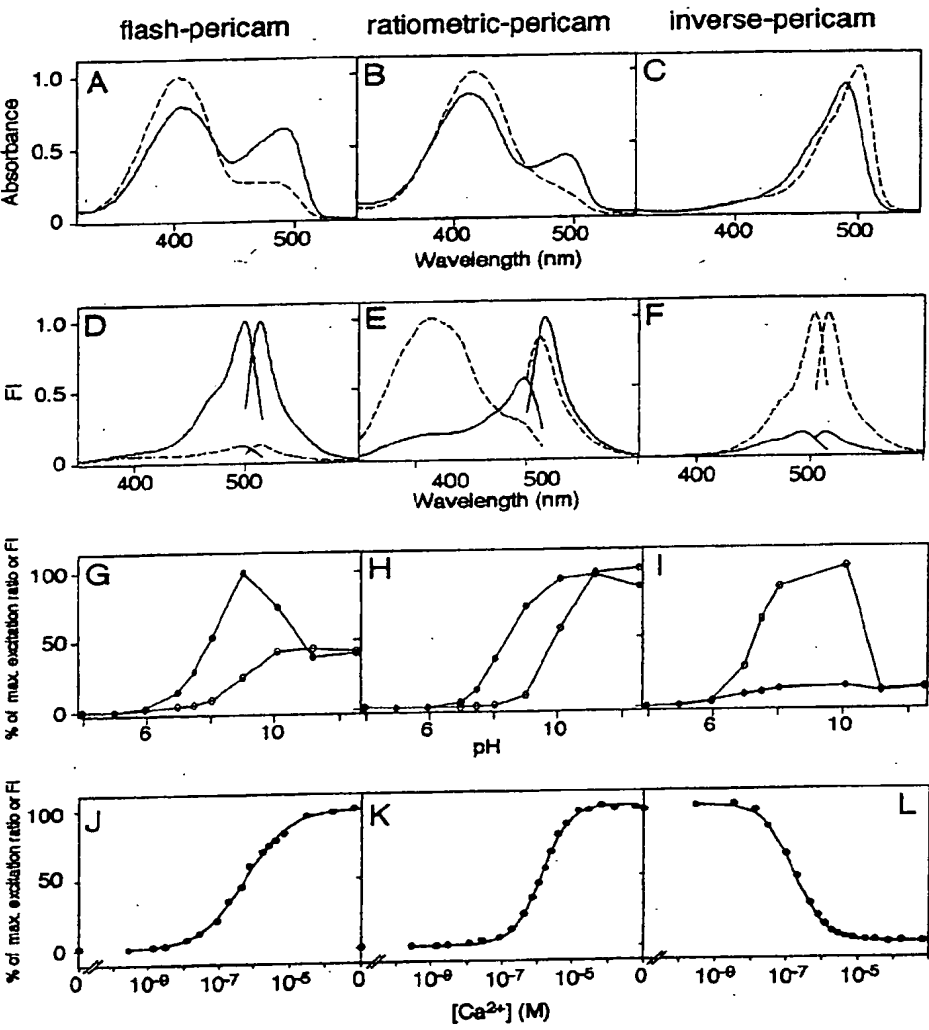 flash-pericam ratiometric-pericam inverse-pericam
A B C
Absorbance
1.0
0.5
0
400 500 400 500 400 500
Wavelength (nm)
D E F
FI
1.0
0.5
0
400 500 400 500 400 500
Wavelength (nm)
G H I
% of max. excitation ratio or FI
100
50
0
6 10 6 10 6 10
pH
J K L
% of max. excitation ratio or FI
100
50
0
0 10-9 10-7 10-5 0 10-9 10-7 10-5 0 10-9 10-7 10-5
[Ca2+] (M)